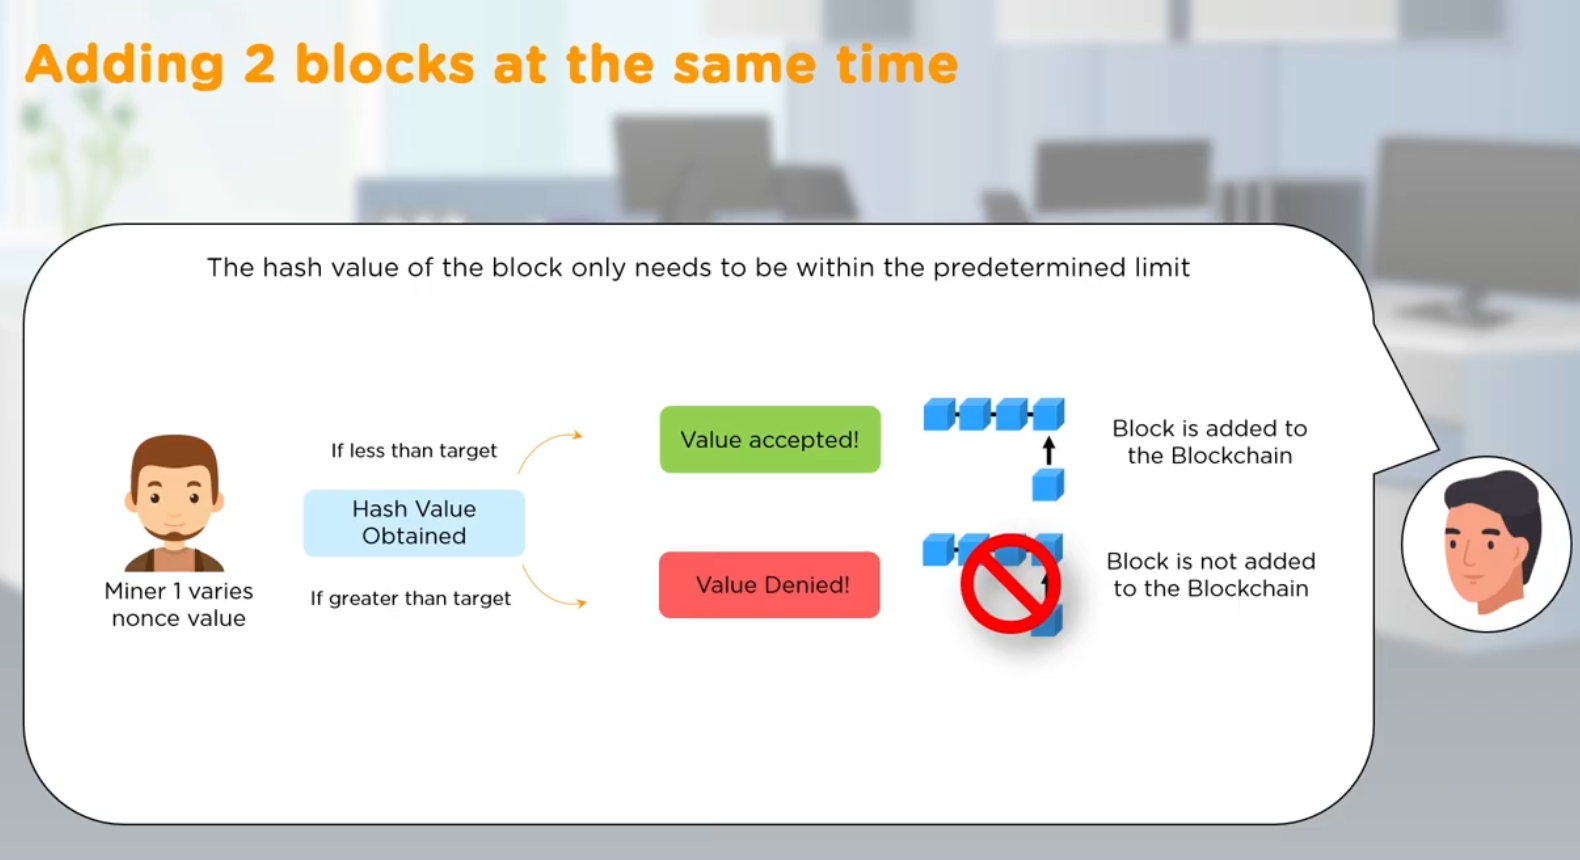 Adding 2 blocks at the same time
The hash value of the block only needs to be within the predetermined limit
If less than target
Hash Value
Obtained
If greater than target
Miner 1 varies
nonce value
Value accepted!
Value Denied!
Block is added to
the Blockchain
Block is not added
to the Blockchain